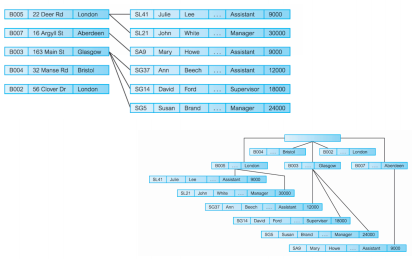 B005 22 Deer Rd London SL41 Julie Lee ... Assistant 9000
B007 16 Argyll St Aberdeen SL21 John White ... Manager 30000
B003 163 Main St Glasgow SA9 Mary Howe ... Assistant 9000
B004 32 Manse Rd Bristol SG37 Ann Beech ... Assistant 12000
B002 56 Clover Dr London SG14 David Ford ... Supervisor 18000
SG5 Susan Brand ... Manager 24000
B004 ... Bristol B002 ... London
B005 ... London B003 ... Glasgow B007 ... Aberdeen
SL41 Julie Lee ... Assistant 9000
SL21 John White ... Manager 30000
SG37 Ann Beech ... Assistant 12000
SG14 David Ford ... Supervisor 18000
SG5 Susan Brand ... Manager 24000
SA9 Mary Howe ... Assistant 9000